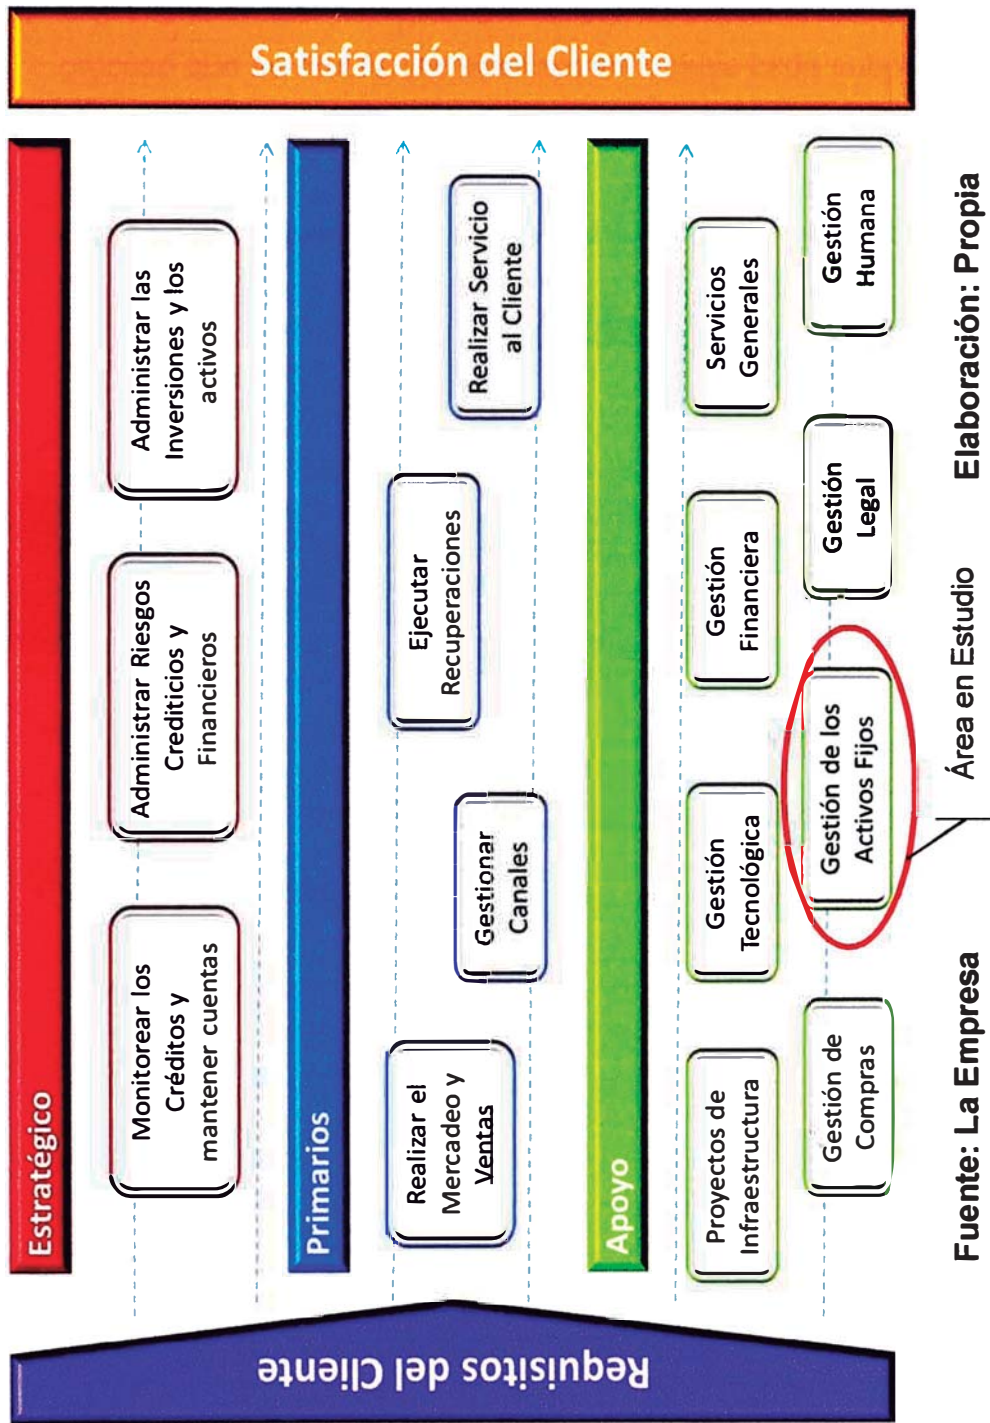 Requisitos del Cliente
Estratégico
Monitorear los
Créditos y
mantener cuentas
Administrar Riesgos
Crediticios y
Financieros
Administrar las
Inversiones y los
activos
Primarios
Realizar el
Mercadeo y
Ventas
Gestionar
Canales
Ejecutar
Recuperaciones
Realizar Servicio
al Cliente
Apoyo
Proyectos de
Infraestructura
Gestión
Tecnológica
Gestión
Financiera
Servicios
Generales
Gestión de
Compras
Gestión de los
Activos Fijos
Gestión
Legal
Gestión
Humana
Satisfacción del Cliente
Área en Estudio
Fuente: La Empresa
Elaboración: Propia